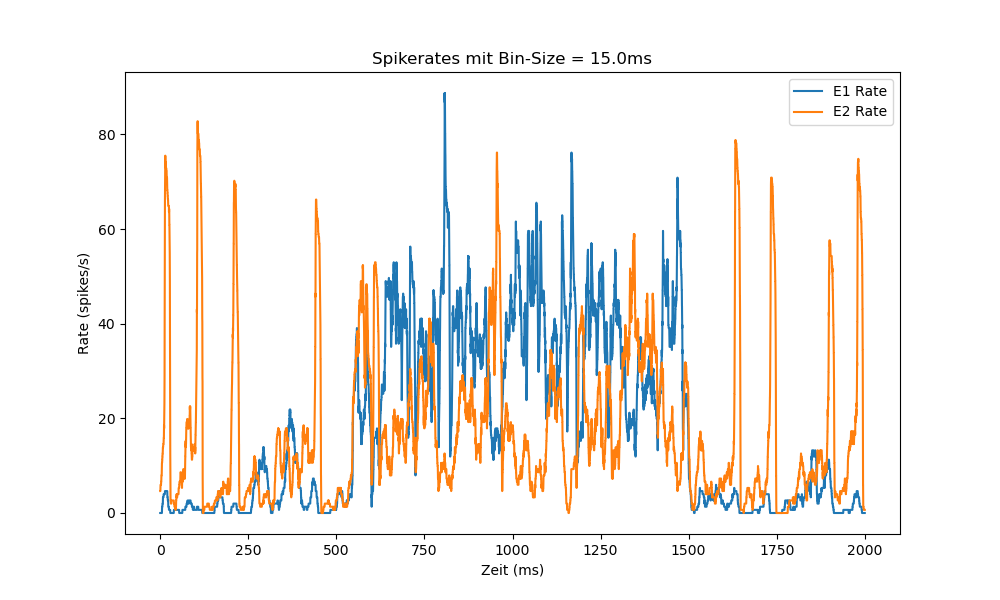 Spikerates mit Bin-Size = 15.0ms
E1 Rate
E2 Rate
Rate (spikes/s)
80
60
40
20
0
0 250 500 750 1000 1250 1500 1750 2000
Zeit (ms)